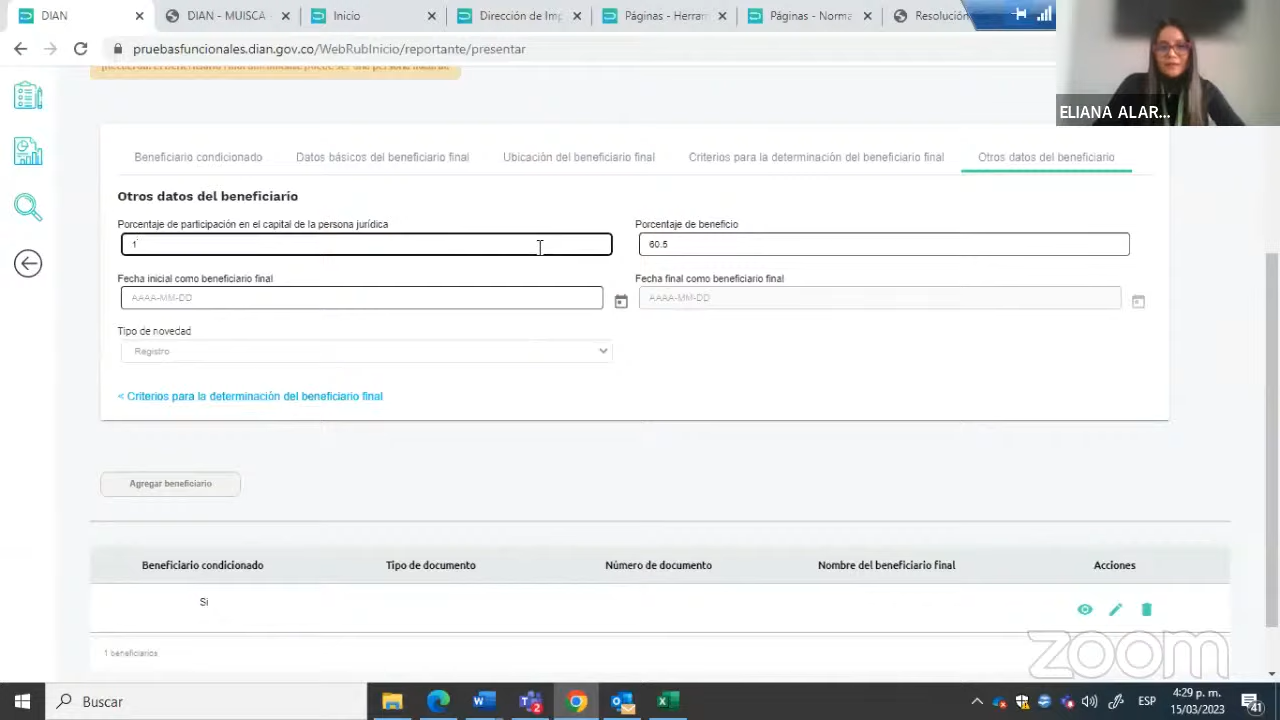 DIAN
DIAN - MUISCA -
Inicio
Dirección de Imp
Páginas - Herram
Páginas - Norma
Resolución
pruebasfuncionales.dian.gov.co/WebRubInicio/reportante/presentar
ELIANA ALAR...
Beneficiario condicionado
Datos básicos del beneficiario final
Ubicación del beneficiario final
Criterios para la determinación del beneficiario final
Otros datos del beneficiario
Otros datos del beneficiario
Porcentaje de participación en el capital de la persona jurídica
Porcentaje de beneficio
1
60.5
Fecha inicial como beneficiario final
Fecha final como beneficiario final
AAAA-MM-DD
AAAA-MM-DD
Tipo de novedad
Registro
< Criterios para la determinación del beneficiario final
Agregar beneficiario
Beneficiario condicionado
Tipo de documento
Número de documento
Nombre del beneficiario final
Acciones
Si
1 beneficiarios
zoom
Buscar
2
ESP
4:29 p. m.
15/03/2023
41